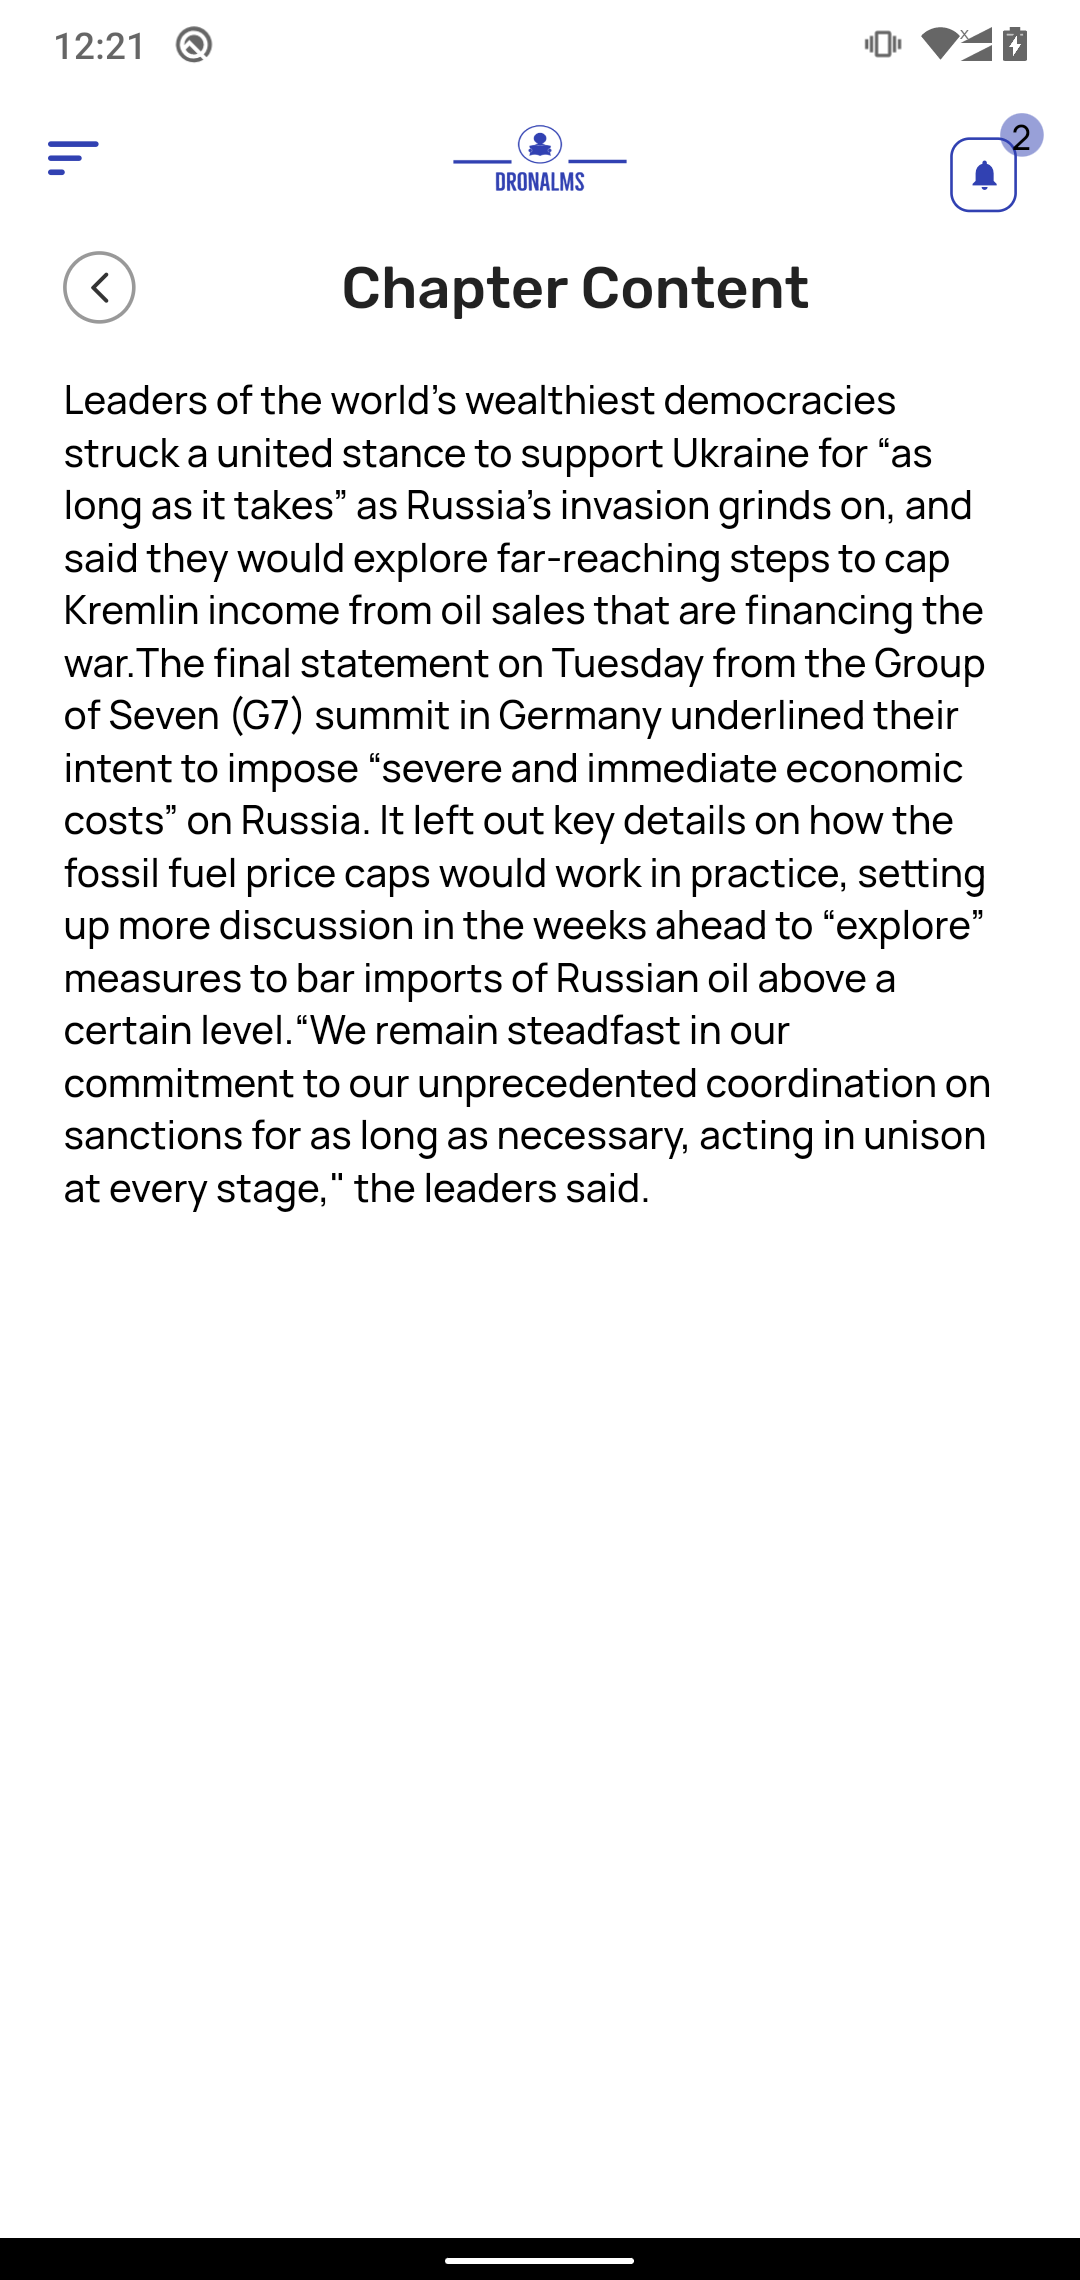 12:21
2
DRONALMS
Chapter Content
Leaders of the world’s wealthiest democracies
struck a united stance to support Ukraine for “as
long as it takes” as Russia’s invasion grinds on, and
said they would explore far-reaching steps to cap
Kremlin income from oil sales that are financing the
war.The final statement on Tuesday from the Group
of Seven (G7) summit in Germany underlined their
intent to impose “severe and immediate economic
costs” on Russia. It left out key details on how the
fossil fuel price caps would work in practice, setting
up more discussion in the weeks ahead to “explore”
measures to bar imports of Russian oil above a
certain level.“We remain steadfast in our
commitment to our unprecedented coordination on
sanctions for as long as necessary, acting in unison
at every stage," the leaders said.